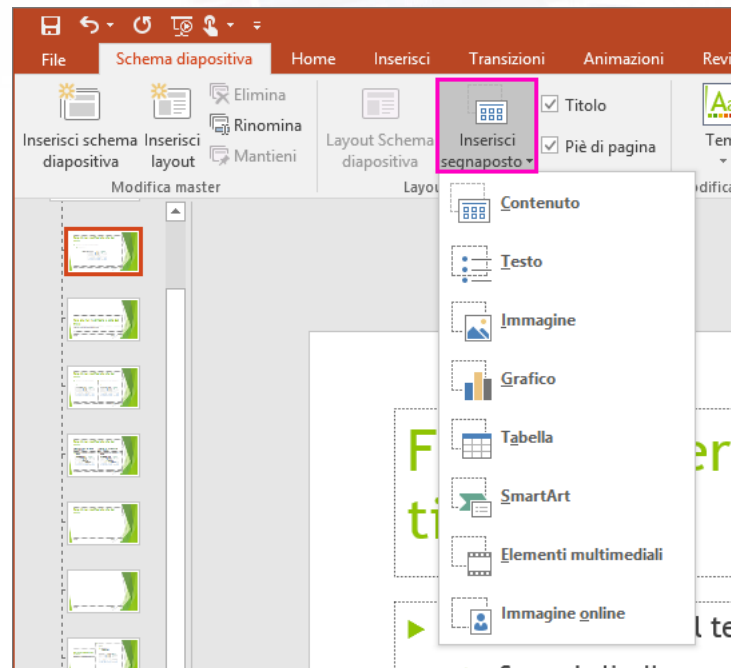 File Schema diapositiva Home Inserisci Transizioni Animazioni
Elimina
Rinomina
Mantieni
Inserisci schema diapositiva
Inserisci layout
Layout Schema diapositiva
Inserisci segnaposto
Titolo
Piè di pagina
Modifica master
Contenuto
Testo
Immagine
Grafico
Tabella
SmartArt
Elementi multimediali
Immagine online